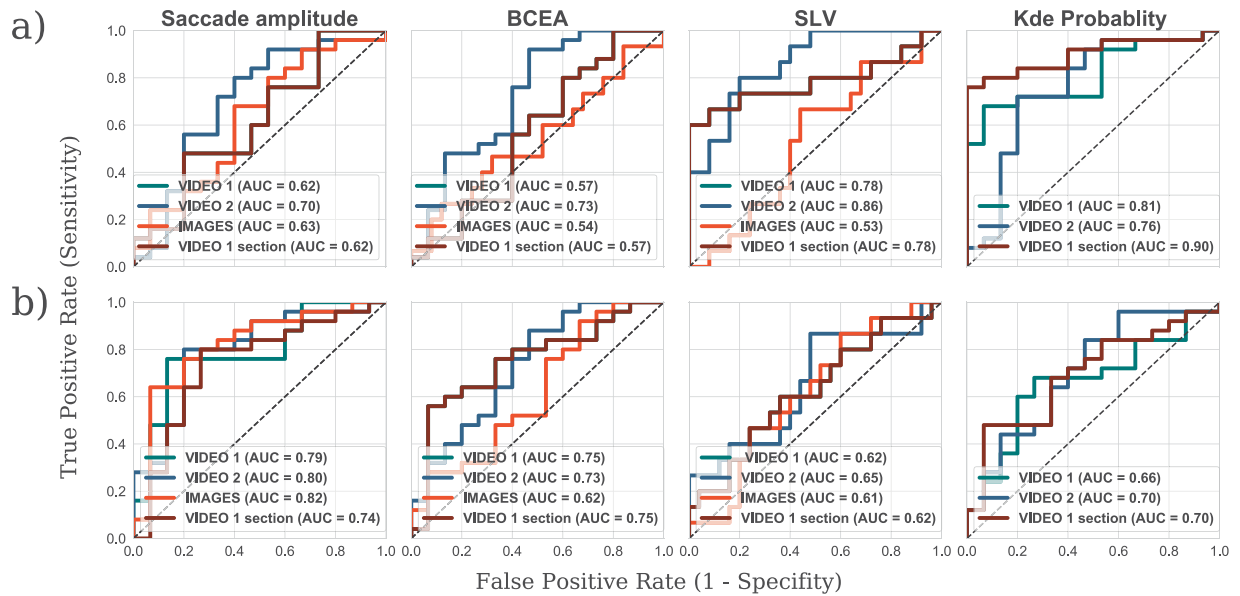 a)
Saccade amplitude
BCEA
SLV
Kde Probablity
True Positive Rate (Sensitivity)
1.0
0.8
0.6
0.4
0.2
0.0
VIDEO 1 (AUC = 0.62)
VIDEO 2 (AUC = 0.70)
IMAGES (AUC = 0.63)
VIDEO 1 section (AUC = 0.62)
VIDEO 1 (AUC = 0.57)
VIDEO 2 (AUC = 0.73)
IMAGES (AUC = 0.54)
VIDEO 1 section (AUC = 0.57)
VIDEO 1 (AUC = 0.78)
VIDEO 2 (AUC = 0.86)
IMAGES (AUC = 0.53)
VIDEO 1 section (AUC = 0.78)
VIDEO 1 (AUC = 0.81)
VIDEO 2 (AUC = 0.76)
VIDEO 1 section (AUC = 0.90)
b)
1.0
0.8
0.6
0.4
0.2
0.0
VIDEO 1 (AUC = 0.79)
VIDEO 2 (AUC = 0.80)
IMAGES (AUC = 0.82)
VIDEO 1 section (AUC = 0.74)
0.2 0.4 0.6 0.8 1.0
VIDEO 1 (AUC = 0.75)
VIDEO 2 (AUC = 0.73)
IMAGES (AUC = 0.62)
VIDEO 1 section (AUC = 0.75)
0.2 0.4 0.6 0.8 1.0
VIDEO 1 (AUC = 0.62)
VIDEO 2 (AUC = 0.65)
IMAGES (AUC = 0.61)
VIDEO 1 section (AUC = 0.62)
0.2 0.4 0.6 0.8 1.0
VIDEO 1 (AUC = 0.66)
VIDEO 2 (AUC = 0.70)
VIDEO 1 section (AUC = 0.70)
0.2 0.4 0.6 0.8 1.0
False Positive Rate (1 - Specifity)